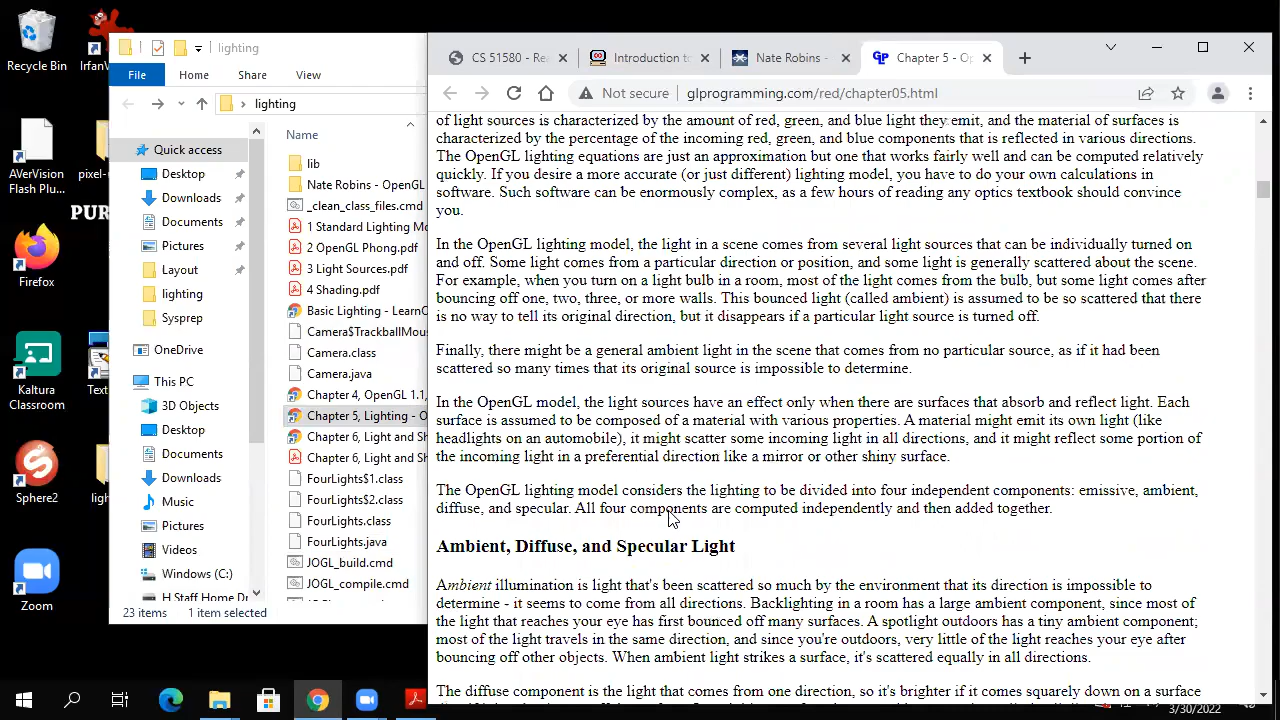 Recycle Bin
IrfanV
AVerVision
Flash Plu...
pixel-
PUR
Firefox
Kaltura
Classroom
Text
Sphere2
ligh
Zoom
lighting
File
Home
Share
View
lighting
Quick access
Desktop
Downloads
Documents
Pictures
Layout
lighting
Sysprep
OneDrive
This PC
3D Objects
Desktop
Documents
Downloads
Music
Pictures
Videos
Windows (C:)
H Staff Home Dr
Name
lib
Nate Robins - OpenGL
_clean_class_files.cmd
1 Standard Lighting Mo
2 OpenGL Phong.pdf
3 Light Sources.pdf
4 Shading.pdf
Basic Lighting - LearnO
Camera$TrackballMou
Camera.class
Camera.java
Chapter 4, OpenGL 1.1,
Chapter 5, Lighting - O
Chapter 6, Light and Sh
Chapter 6, Light and Sh
FourLights$1.class
FourLights$2.class
FourLights.class
FourLights.java
JOGL_build.cmd
JOGL_compile.cmd
23 items
1 item selected
CS 51580 - Rea
Introduction to
Nate Robins -
Chapter 5 - Op
Not secure
glprogramming.com/red/chapter05.html
of light sources is characterized by the amount of red, green, and blue light they emit, and the material of surfaces is
characterized by the percentage of the incoming red, green, and blue components that is reflected in various directions.
The OpenGL lighting equations are just an approximation but one that works fairly well and can be computed relatively
quickly. If you desire a more accurate (or just different) lighting model, you have to do your own calculations in
software. Such software can be enormously complex, as a few hours of reading any optics textbook should convince
you.
In the OpenGL lighting model, the light in a scene comes from several light sources that can be individually turned on
and off. Some light comes from a particular direction or position, and some light is generally scattered about the scene.
For example, when you turn on a light bulb in a room, most of the light comes from the bulb, but some light comes after
bouncing off one, two, three, or more walls. This bounced light (called ambient) is assumed to be so scattered that there
is no way to tell its original direction, but it disappears if a particular light source is turned off.
Finally, there might be a general ambient light in the scene that comes from no particular source, as if it had been
scattered so many times that its original source is impossible to determine.
In the OpenGL model, the light sources have an effect only when there are surfaces that absorb and reflect light. Each
surface is assumed to be composed of a material with various properties. A material might emit its own light (like
headlights on an automobile), it might scatter some incoming light in all directions, and it might reflect some portion of
the incoming light in a preferential direction like a mirror or other shiny surface.
The OpenGL lighting model considers the lighting to be divided into four independent components: emissive, ambient,
diffuse, and specular. All four components are computed independently and then added together.
Ambient, Diffuse, and Specular Light
Ambient illumination is light that's been scattered so much by the environment that its direction is impossible to
determine - it seems to come from all directions. Backlighting in a room has a large ambient component, since most of
the light that reaches your eye has first bounced off many surfaces. A spotlight outdoors has a tiny ambient component;
most of the light travels in the same direction, and since you're outdoors, very little of the light reaches your eye after
bouncing off other objects. When ambient light strikes a surface, it's scattered equally in all directions.
The diffuse component is the light that comes from one direction, so it's brighter if it comes squarely down on a surface
3/30/2022